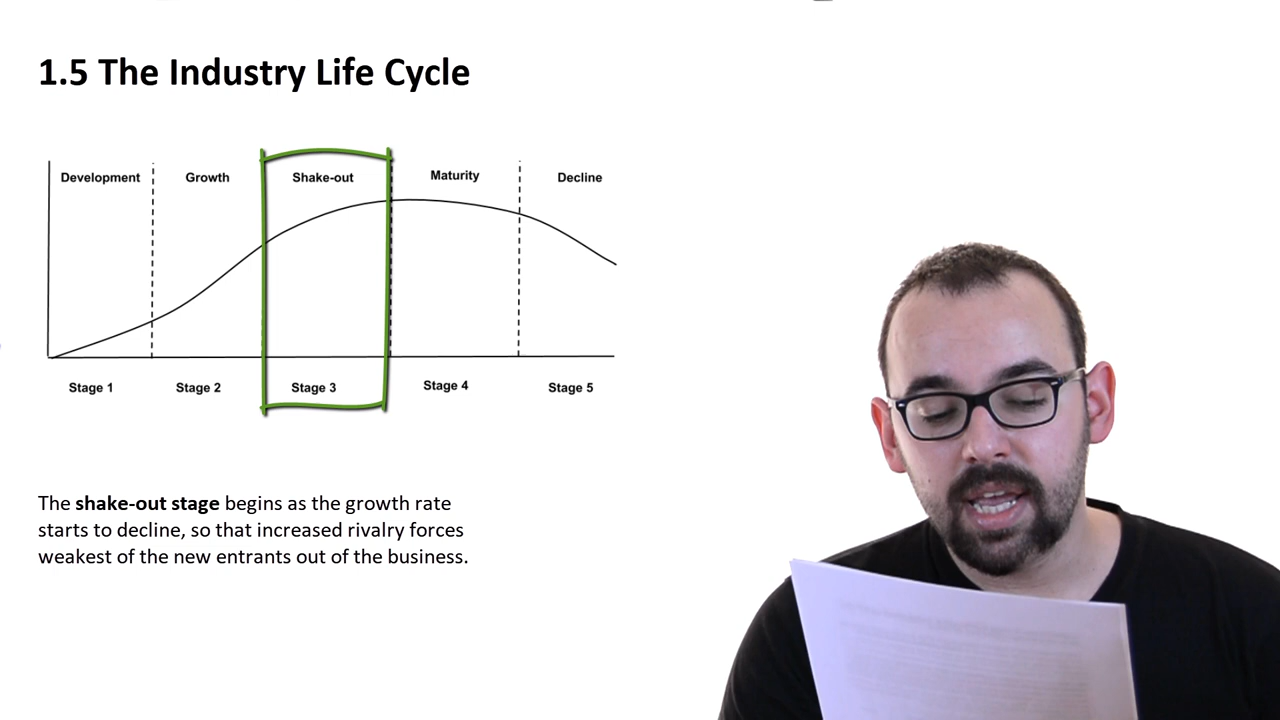 1.5 The Industry Life Cycle
Development Growth Shake-out Maturity Decline
Stage 1 Stage 2 Stage 3 Stage 4 Stage 5
The shake-out stage begins as the growth rate
starts to decline, so that increased rivalry forces
weakest of the new entrants out of the business.